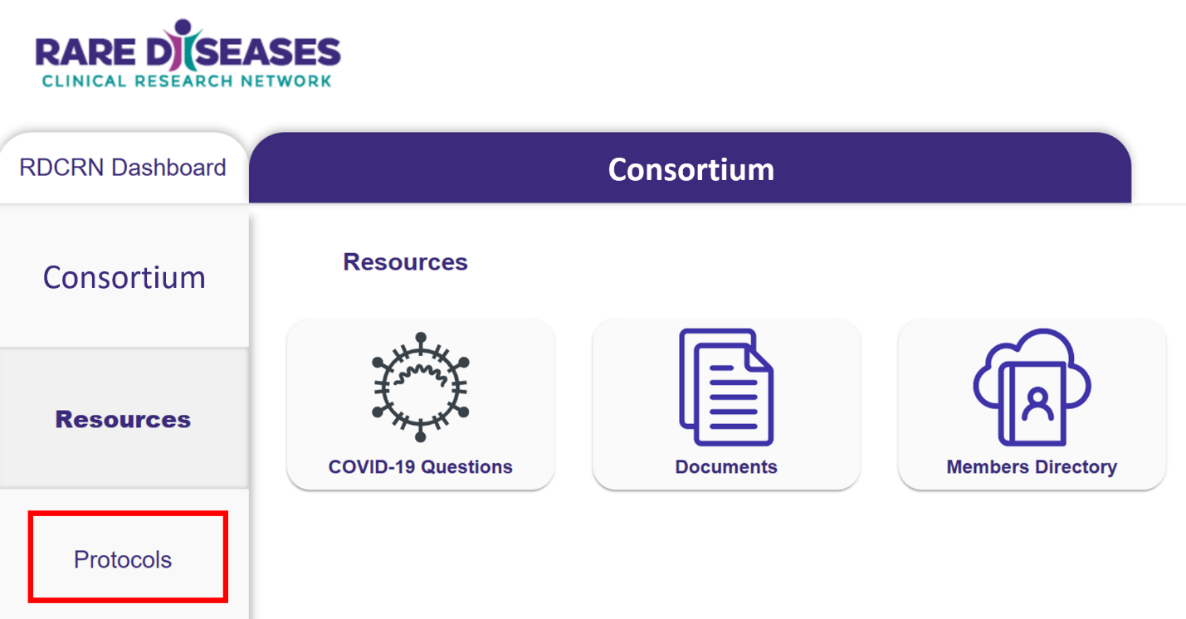 RARE DISEASES
CLINICAL RESEARCH NETWORK
RDCRN Dashboard
Consortium
Consortium
Resources
Protocols
Resources
COVID-19 Questions
Documents
Members Directory